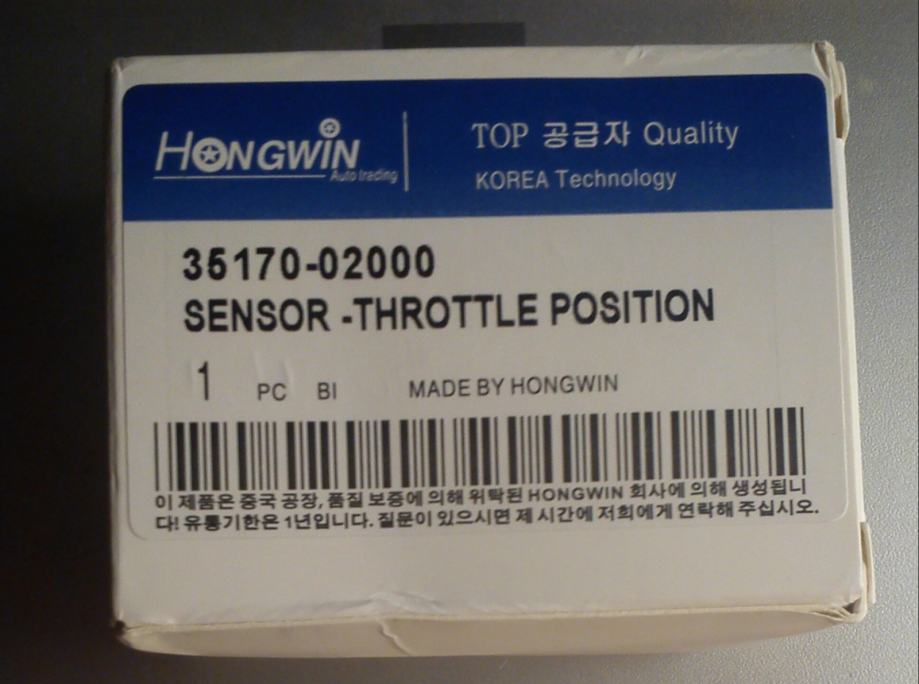 HONGWIN
Auto trading
TOP 공급자 Quality
KOREA Technology
35170-02000
SENSOR -THROTTLE POSITION
1 PC BI MADE BY HONGWIN
이 제품은 중국 공장, 품질 보증에 의해 위탁된 HONGWIN 회사에 의해 생성됩니
다! 유통기한은 1년입니다. 질문이 있으시면 제 시간에 저희에게 연락해 주십시오.